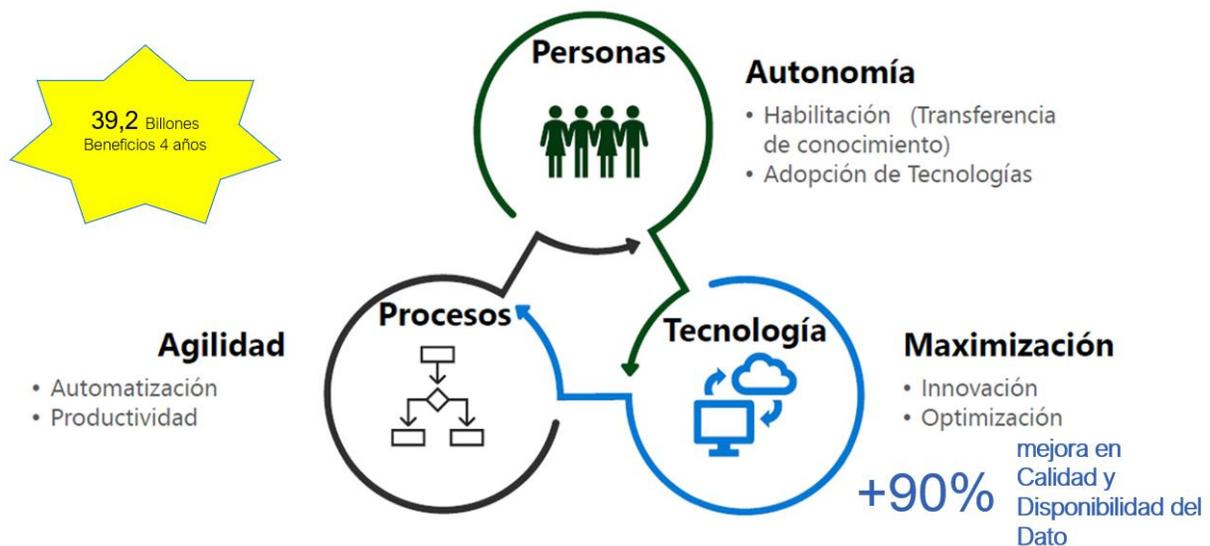 39,2 Billones
Beneficios 4 años
Personas
Autonomía
• Habilitación (Transferencia
de conocimiento)
• Adopción de Tecnologías
Procesos
Agilidad
• Automatización
• Productividad
Tecnología
Maximización
• Innovación
• Optimización
+90%
mejora en
Calidad y
Disponibilidad del
Dato